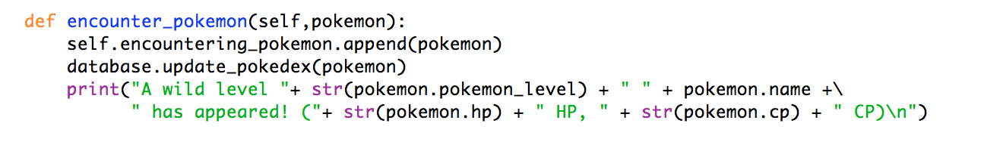 def encounter_pokemon(self,pokemon):
    self.encountering_pokemon.append(pokemon)
    database.update_pokedex(pokemon)
    print("A wild level "+ str(pokemon.pokemon_level) + " " + pokemon.name +\
          " has appeared! ("+ str(pokemon.hp) + " HP, " + str(pokemon.cp) + " CP)\n")